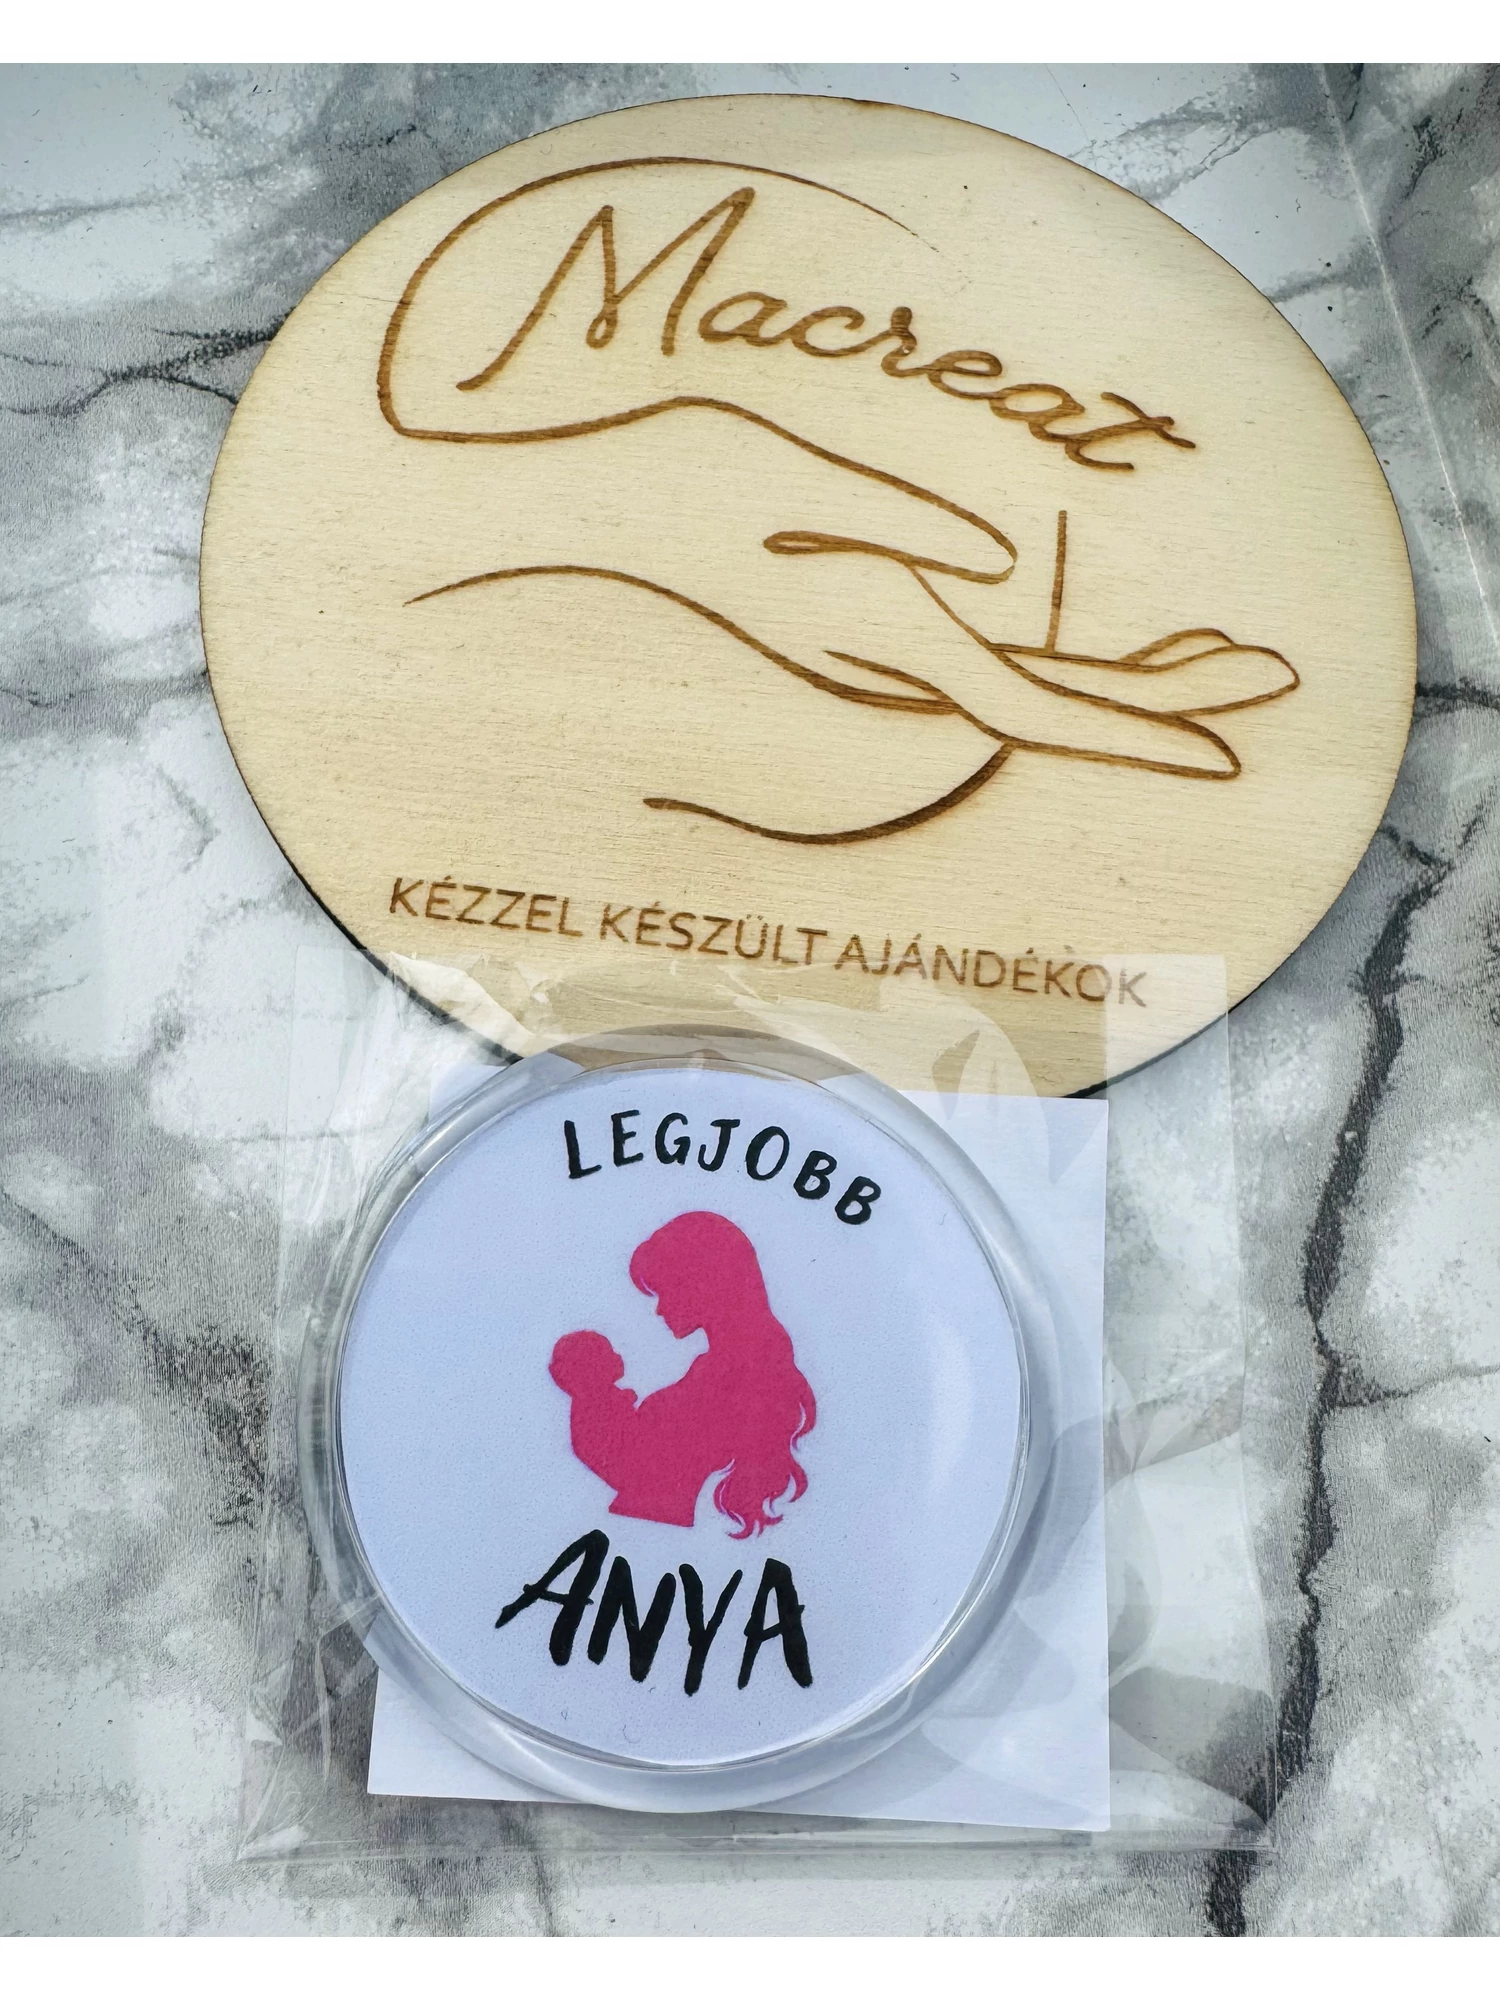 Macreat
KÉZZEL KÉSZÜLT AJÁNDÉKOK
LEGJOBB
ANYA